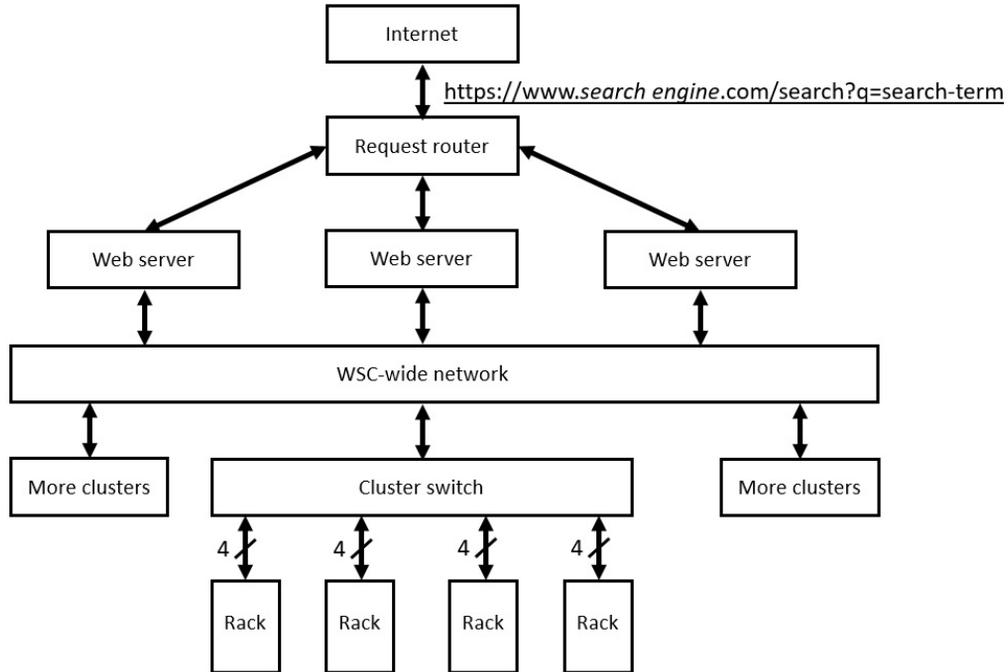 Internet
https://www.search engine.com/search?q=search-term
Request router
Web server
Web server
Web server
WSC-wide network
More clusters
Cluster switch
More clusters
4
4
4
4
Rack
Rack
Rack
Rack